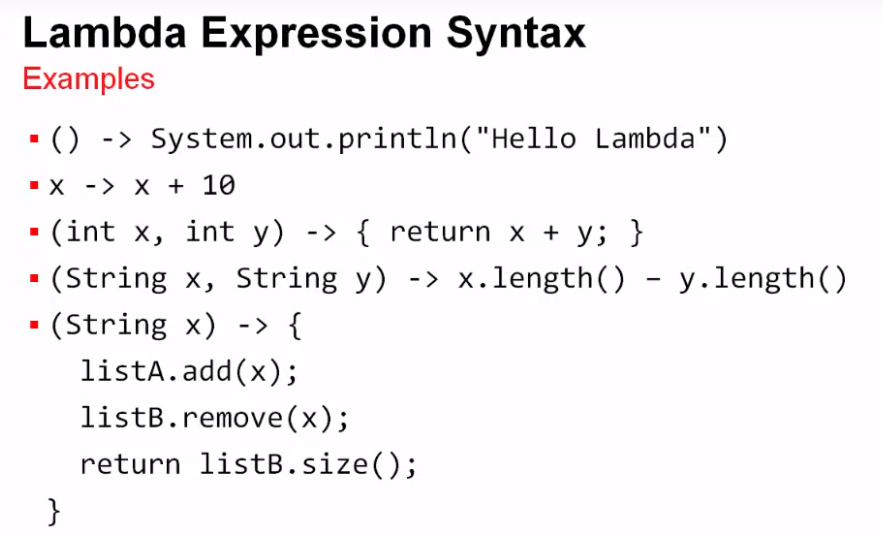 Lambda Expression Syntax
Examples
▪ () -> System.out.println("Hello Lambda")
▪ x -> x + 10
▪ (int x, int y) -> { return x + y; }
▪ (String x, String y) -> x.length() – y.length()
▪ (String x) -> {
listA.add(x);
listB.remove(x);
return listB.size();
}